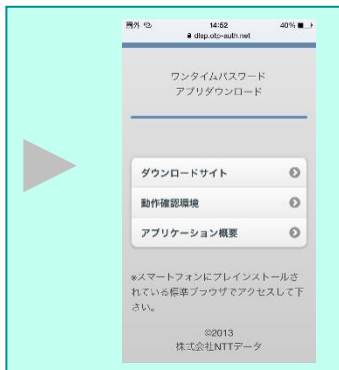 圏外
14:52
40%
disp.oto-auth.net
ワンタイムパスワード
アプリダウンロード
ダウンロードサイト
動作確認環境
アプリケーション概要
※スマートフォンにプレインストールさ
れている標準ブラウザでアクセスして下
さい。
©2013
株式会社NTTデータ